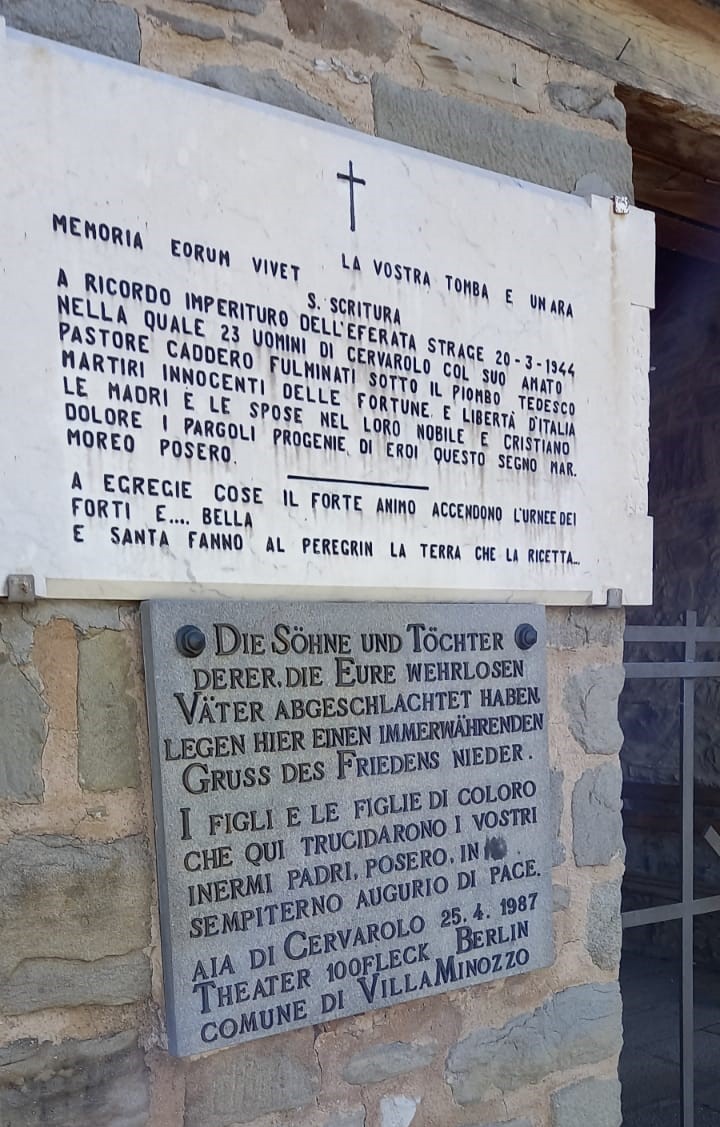 MEMORIA EORUM VIVET LA VOSTRA TOMBA E UN ARA
S. SCRITURA
A RICORDO IMPERITURO DELL'EFERATA STRAGE 20-3-1944
NELLA QUALE 23 UOMINI DI CERVAROLO COL SUO AMATO
PASTORE CADDERO FULMINATI SOTTO IL PIOMBO TEDESCO
MARTIRI INNOCENTI DELLE FORTUNE E LIBERTÀ D'ITALIA
LE MADRI E LE SPOSE NEL LORO NOBILE E CRISTIANO
DOLORE I PARGOLI PROGENIE DI EROI QUESTO SEGNO MAR.
MOREO POSERO.
A EGREGIE COSE IL FORTE ANIMO ACCENDONO L'URNE DEI
FORTI E.... BELLA
E SANTA FANNO AL PEREGRIN LA TERRA CHE LA RICETTA...
DIE SÖHNE UND TÖCHTER
DERER, DIE EURE WEHRLOSEN
VÄTER ABGESCHLACHTET HABEN,
LEGEN HIER EINEN IMMERWÄHRENDEN
GRUSS DES FRIEDENS NIEDER.
I FIGLI E LE FIGLIE DI COLORO
CHE QUI TRUCIDARONO I VOSTRI
INERMI PADRI, POSERO, IN
SEMPITERNO AUGURIO DI PACE.
AIA DI CERVAROLO 25.4.1987
THEATER 100FLECK BERLIN
COMUNE DI VILLAMINOZZO